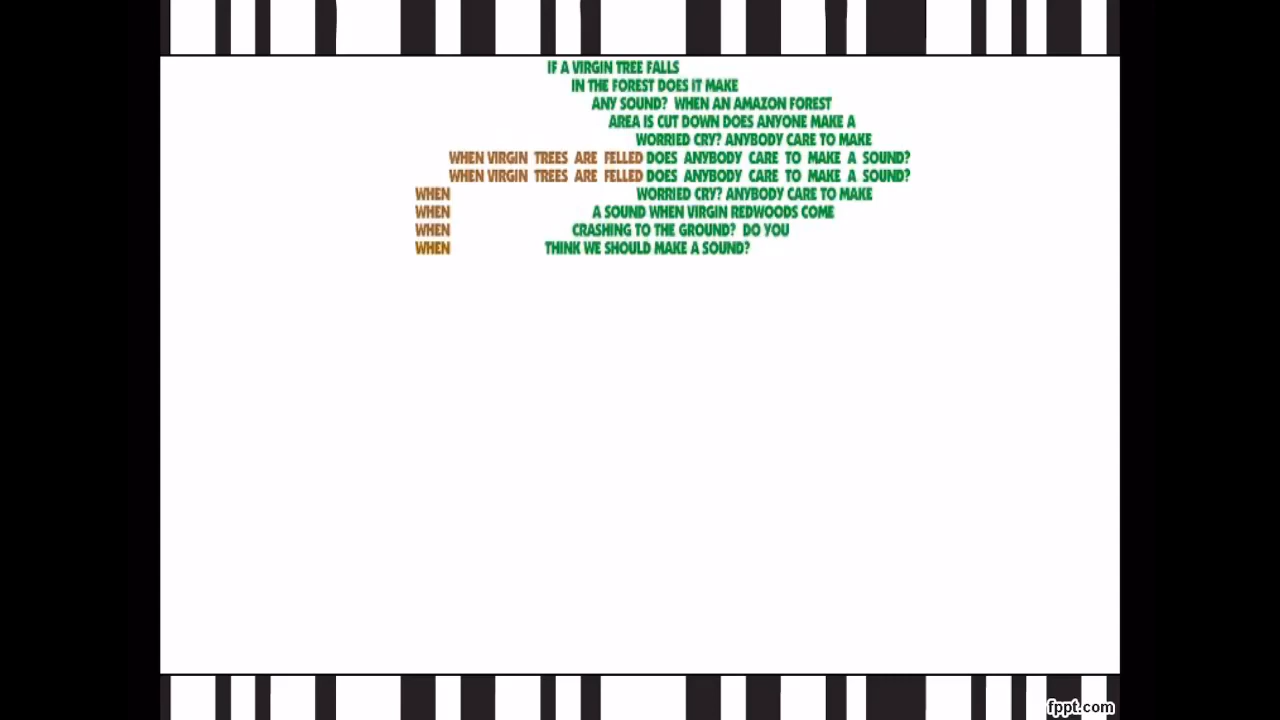 IF A VIRGIN TREE FALLS
IN THE FOREST DOES IT MAKE
ANY SOUND? WHEN AN AMAZON FOREST
AREA IS CUT DOWN DOES ANYONE MAKE A
WORRIED CRY? ANYBODY CARE TO MAKE
WHEN VIRGIN TREES ARE FELLED DOES ANYBODY CARE TO MAKE A SOUND?
WHEN VIRGIN TREES ARE FELLED DOES ANYBODY CARE TO MAKE A SOUND?
WHEN WORRIED CRY? ANYBODY CARE TO MAKE
WHEN A SOUND WHEN VIRGIN REDWOODS COME
WHEN CRASHING TO THE GROUND? DO YOU
WHEN THINK WE SHOULD MAKE A SOUND?
fppt.com